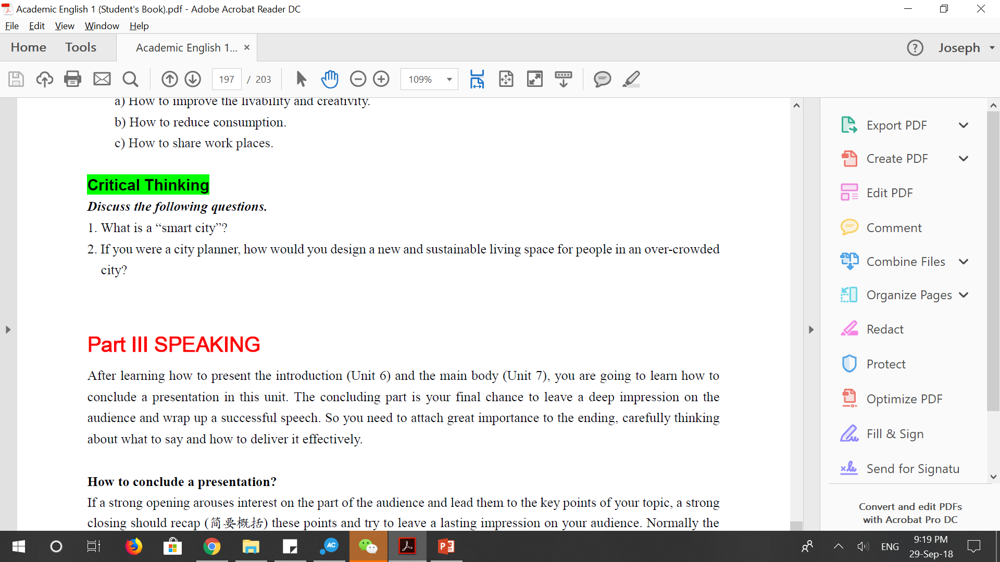 Academic English 1 (Student's Book).pdf - Adobe Acrobat Reader DC
File Edit View Window Help
Home Tools Academic English 1... × ? Joseph
197 / 203 109%
a) How to improve the livability and creativity.
b) How to reduce consumption.
c) How to share work places.
Critical Thinking
Discuss the following questions.
1. What is a “smart city”?
2. If you were a city planner, how would you design a new and sustainable living space for people in an over-crowded
city?
Part III SPEAKING
After learning how to present the introduction (Unit 6) and the main body (Unit 7), you are going to learn how to
conclude a presentation in this unit. The concluding part is your final chance to leave a deep impression on the
audience and wrap up a successful speech. So you need to attach great importance to the ending, carefully thinking
about what to say and how to deliver it effectively.
How to conclude a presentation?
If a strong opening arouses interest on the part of the audience and lead them to the key points of your topic, a strong
closing should recap (简要概括) these points and try to leave a lasting impression on your audience. Normally the
Export PDF
Create PDF
Edit PDF
Comment
Combine Files
Organize Pages
Redact
Protect
Optimize PDF
Fill & Sign
Send for Signatu
Convert and edit PDFs
with Acrobat Pro DC
AC
ENG
9:19 PM
29-Sep-18